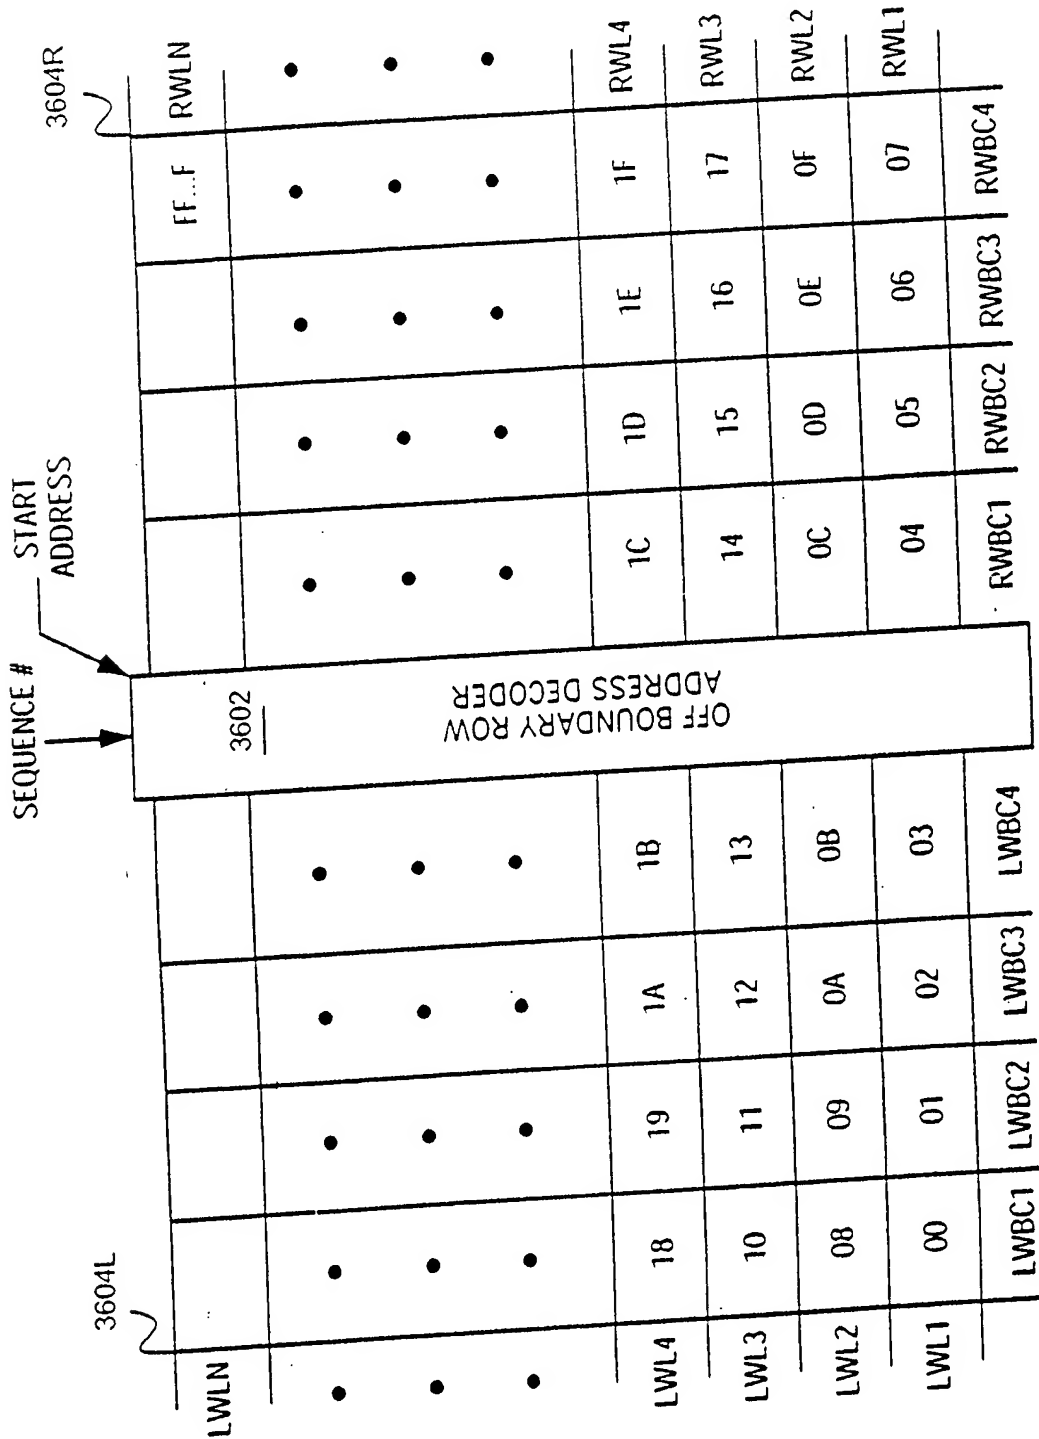 SEQUENCE #
START
ADDRESS
3604L
3604R
LWLN
3602
FF...F
RWLN
OFF BOUNDARY ROW
ADDRESS DECODER
LWL4
18
19
1A
1B
1C
1D
1E
1F
RWL4
LWL3
10
11
12
13
14
15
16
17
RWL3
LWL2
08
09
0A
0B
0C
0D
0E
0F
RWL2
LWL1
00
01
02
03
04
05
06
07
RWL1
LWBC1
LWBC2
LWBC3
LWBC4
RWBC1
RWBC2
RWBC3
RWBC4